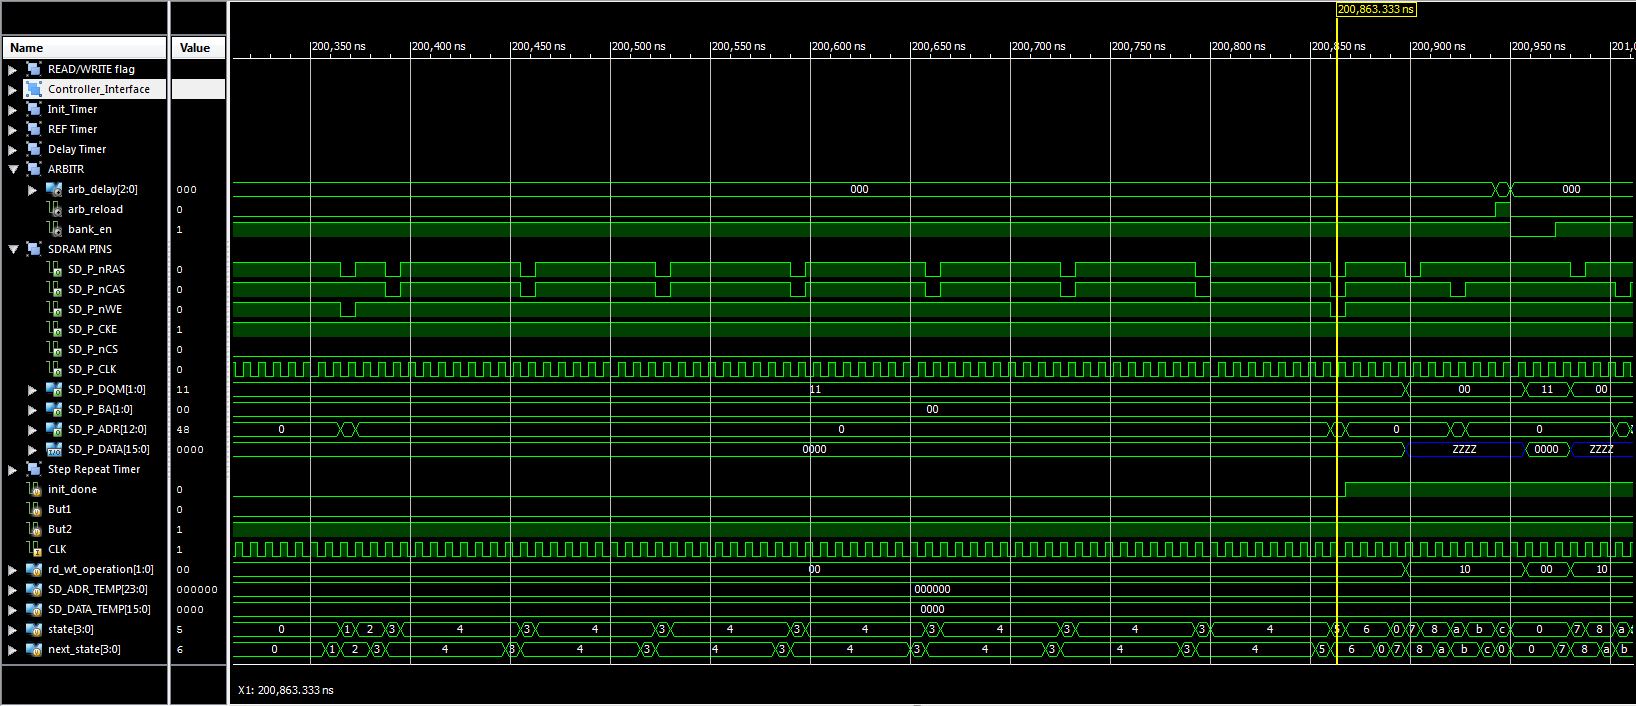 200,863.333 ns
Name Value 200,350 ns 200,400 ns 200,450 ns 200,500 ns 200,550 ns 200,600 ns 200,650 ns 200,700 ns 200,750 ns 200,800 ns 200,850 ns 200,900 ns 200,950 ns 201,0
READ/WRITE flag
Controller_Interface
Init_Timer
REF Timer
Delay Timer
ARBITR
arb_delay[2:0] 000 000 000
arb_reload 0
bank_en 1
SDRAM PINS
SD_P_nRAS 0
SD_P_nCAS 0
SD_P_nWE 0
SD_P_CKE 1
SD_P_nCS 0
SD_P_CLK 0
SD_P_DQM[1:0] 11 11 00 11 00
SD_P_BA[1:0] 00 00
SD_P_ADR[12:0] 48 0 0 0 0
SD_P_DATA[15:0] 0000 0000 ZZZZ 0000 ZZZZ
Step Repeat Timer
init_done 0
But1 0
But2 1
CLK 1
rd_wt_operation[1:0] 00 00 10 00 10
SD_ADR_TEMP[23:0] 000000 000000
SD_DATA_TEMP[15:0] 0000 0000
state[3:0] 5 0 1 2 3 4 3 4 3 4 3 4 3 4 3 4 3 4 5 6 0 7 8 a b c 0 7 8 a
next_state[3:0] 6 0 1 2 3 4 3 4 3 4 3 4 3 4 3 4 3 4 5 6 0 7 8 a b c 0 0 7 8 a b
X1: 200,863.333 ns